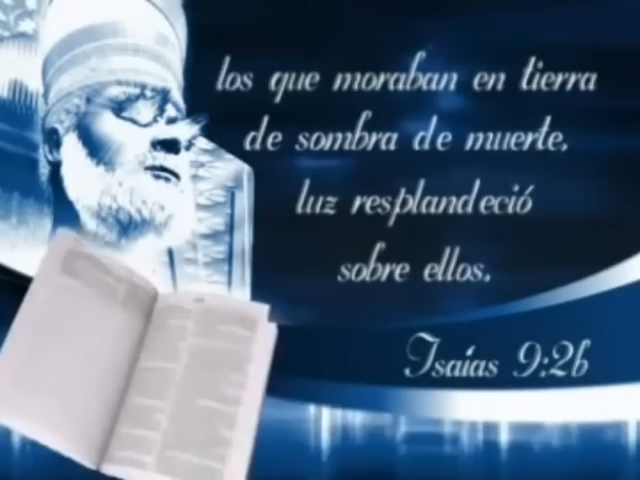 los que moraban en tierra
de sombra de muerte,
luz resplandeció
sobre ellos.
Isaías 9:2b